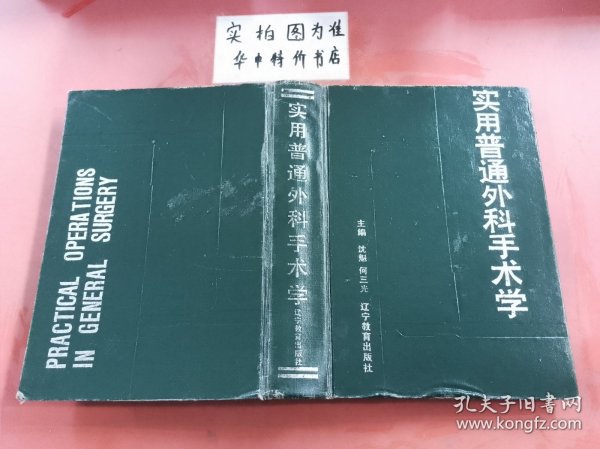 实拍图为准
华中特价书店
PRACTICAL OPERATIONS
IN GENERAL SURGERY
实用普通外科手术学
辽宁教育出版社
实用普通外科手术学
主编 沈魁 何三光 辽宁教育出版社
孔夫子旧书网
www.kongfz.com